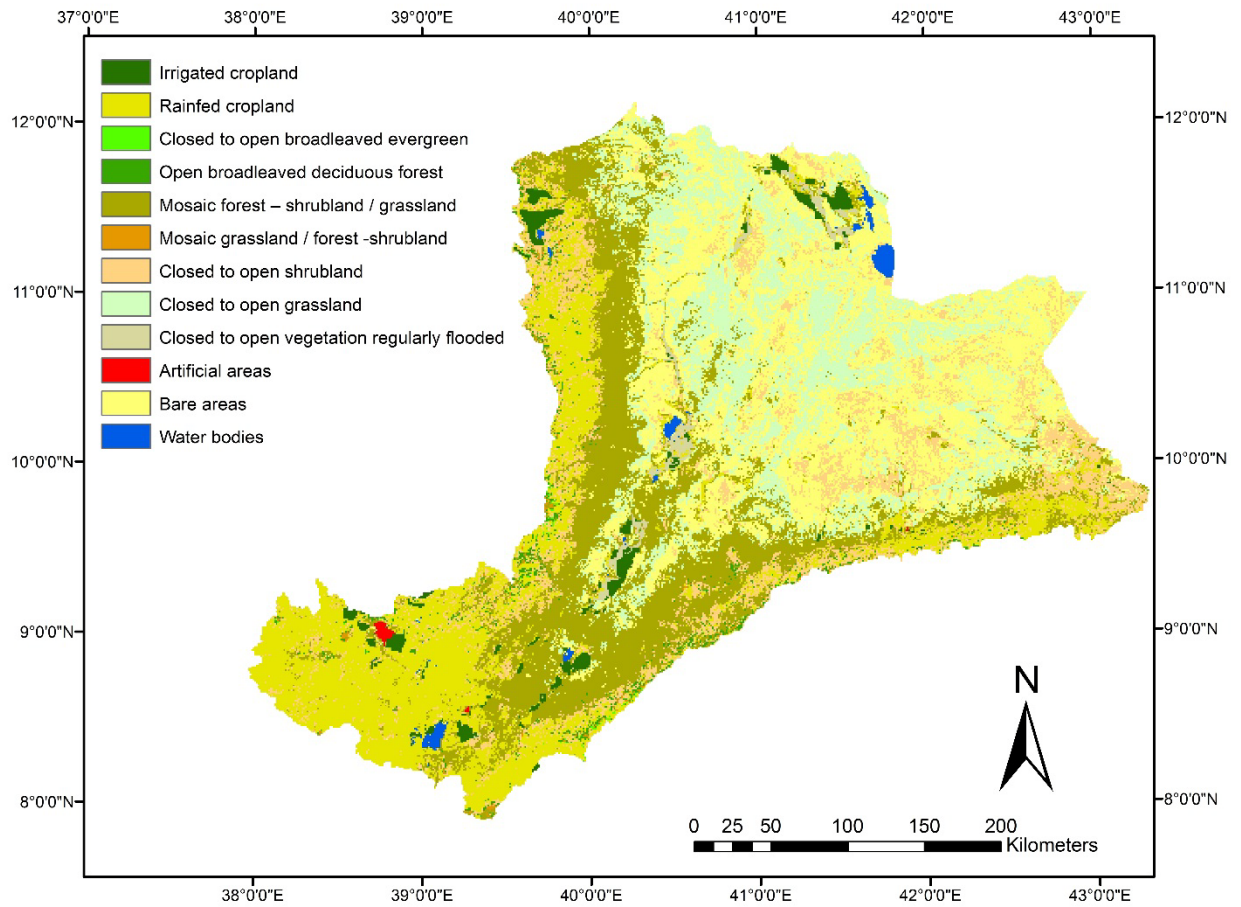 37°0'0"E 38°0'0"E 39°0'0"E 40°0'0"E 41°0'0"E 42°0'0"E 43°0'0"E
Irrigated cropland
Rainfed cropland
Closed to open broadleaved evergreen
Open broadleaved deciduous forest
Mosaic forest – shrubland / grassland
Mosaic grassland / forest -shrubland
Closed to open shrubland
Closed to open grassland
Closed to open vegetation regularly flooded
Artificial areas
Bare areas
Water bodies
12°0'0"N 12°0'0"N
11°0'0"N 11°0'0"N
10°0'0"N 10°0'0"N
9°0'0"N 9°0'0"N
8°0'0"N 8°0'0"N
N
0 25 50 100 150 200
Kilometers
38°0'0"E 39°0'0"E 40°0'0"E 41°0'0"E 42°0'0"E 43°0'0"E